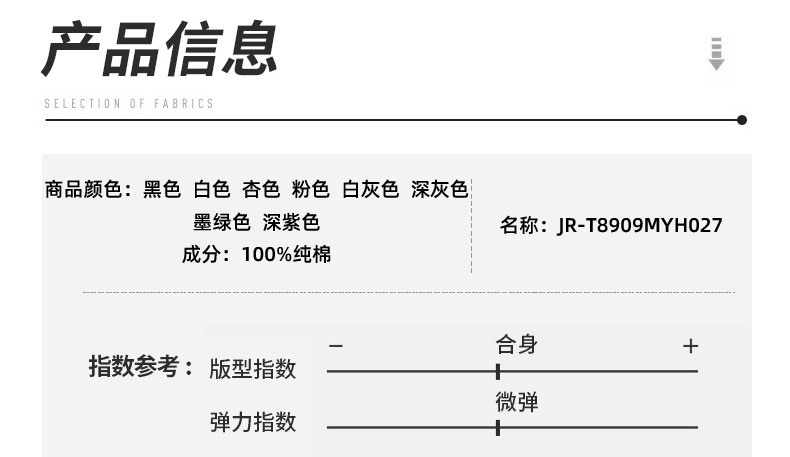 产品信息
SELECTION OF FABRICS
商品颜色：黑色 白色 杏色 粉色 白灰色 深灰色
墨绿色 深紫色
成分：100%纯棉
名称：JR-T8909MYH027
指数参考：
版型指数
− 合身 +
弹力指数
微弹